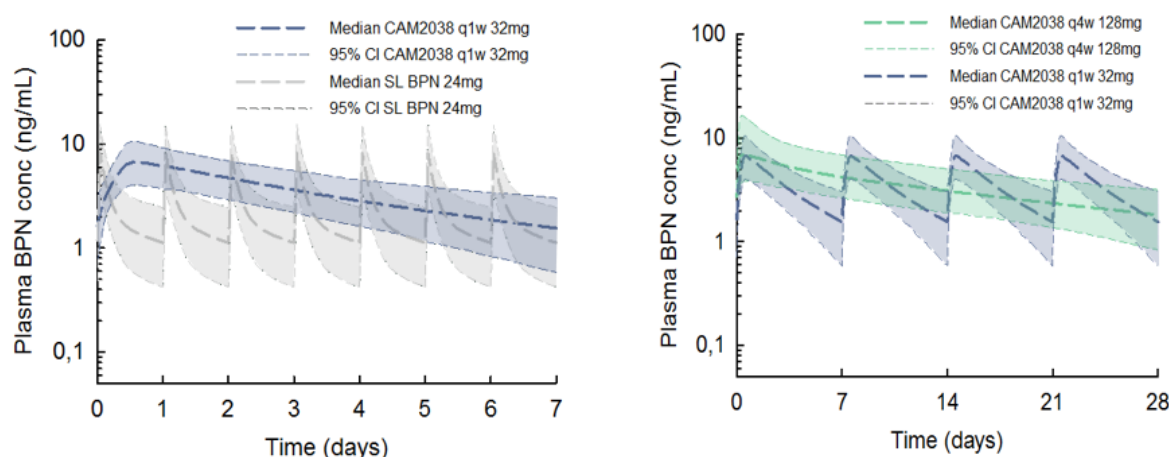 Median CAM2038 q1w 32mg
95% CI CAM2038 q1w 32mg
Median SL BPN 24mg
95% CI SL BPN 24mg
Plasma BPN conc (ng/mL)
100
10
1
0,1
0 1 2 3 4 5 6 7
Time (days)
Median CAM2038 q4w 128mg
95% CI CAM2038 q4w 128mg
Median CAM2038 q1w 32mg
95% CI CAM2038 q1w 32mg
Plasma BPN conc (ng/mL)
100
10
1
0,1
0 7 14 21 28
Time (days)